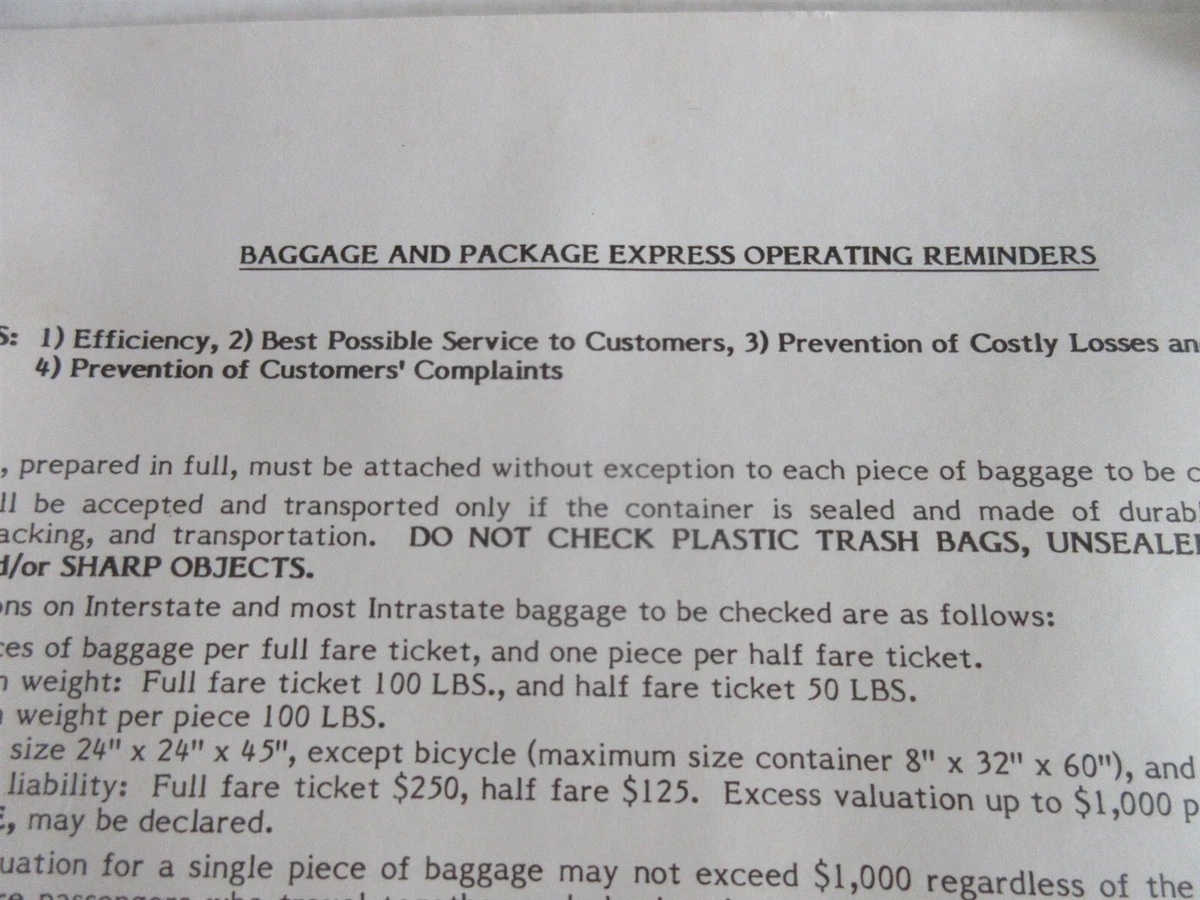 BAGGAGE AND PACKAGE EXPRESS OPERATING REMINDERS
S: 1) Efficiency, 2) Best Possible Service to Customers, 3) Prevention of Costly Losses an
4) Prevention of Customers' Complaints
, prepared in full, must be attached without exception to each piece of baggage to be c
ll be accepted and transported only if the container is sealed and made of durabl
acking, and transportation. DO NOT CHECK PLASTIC TRASH BAGS, UNSEALE
d/or SHARP OBJECTS.
ons on Interstate and most Intrastate baggage to be checked are as follows:
ces of baggage per full fare ticket, and one piece per half fare ticket.
weight: Full fare ticket 100 LBS., and half fare ticket 50 LBS.
weight per piece 100 LBS.
size 24" x 24" x 45", except bicycle (maximum size container 8" x 32" x 60"), and
liability: Full fare ticket $250, half fare $125. Excess valuation up to $1,000 p
E, may be declared.
uation for a single piece of baggage may not exceed $1,000 regardless of the